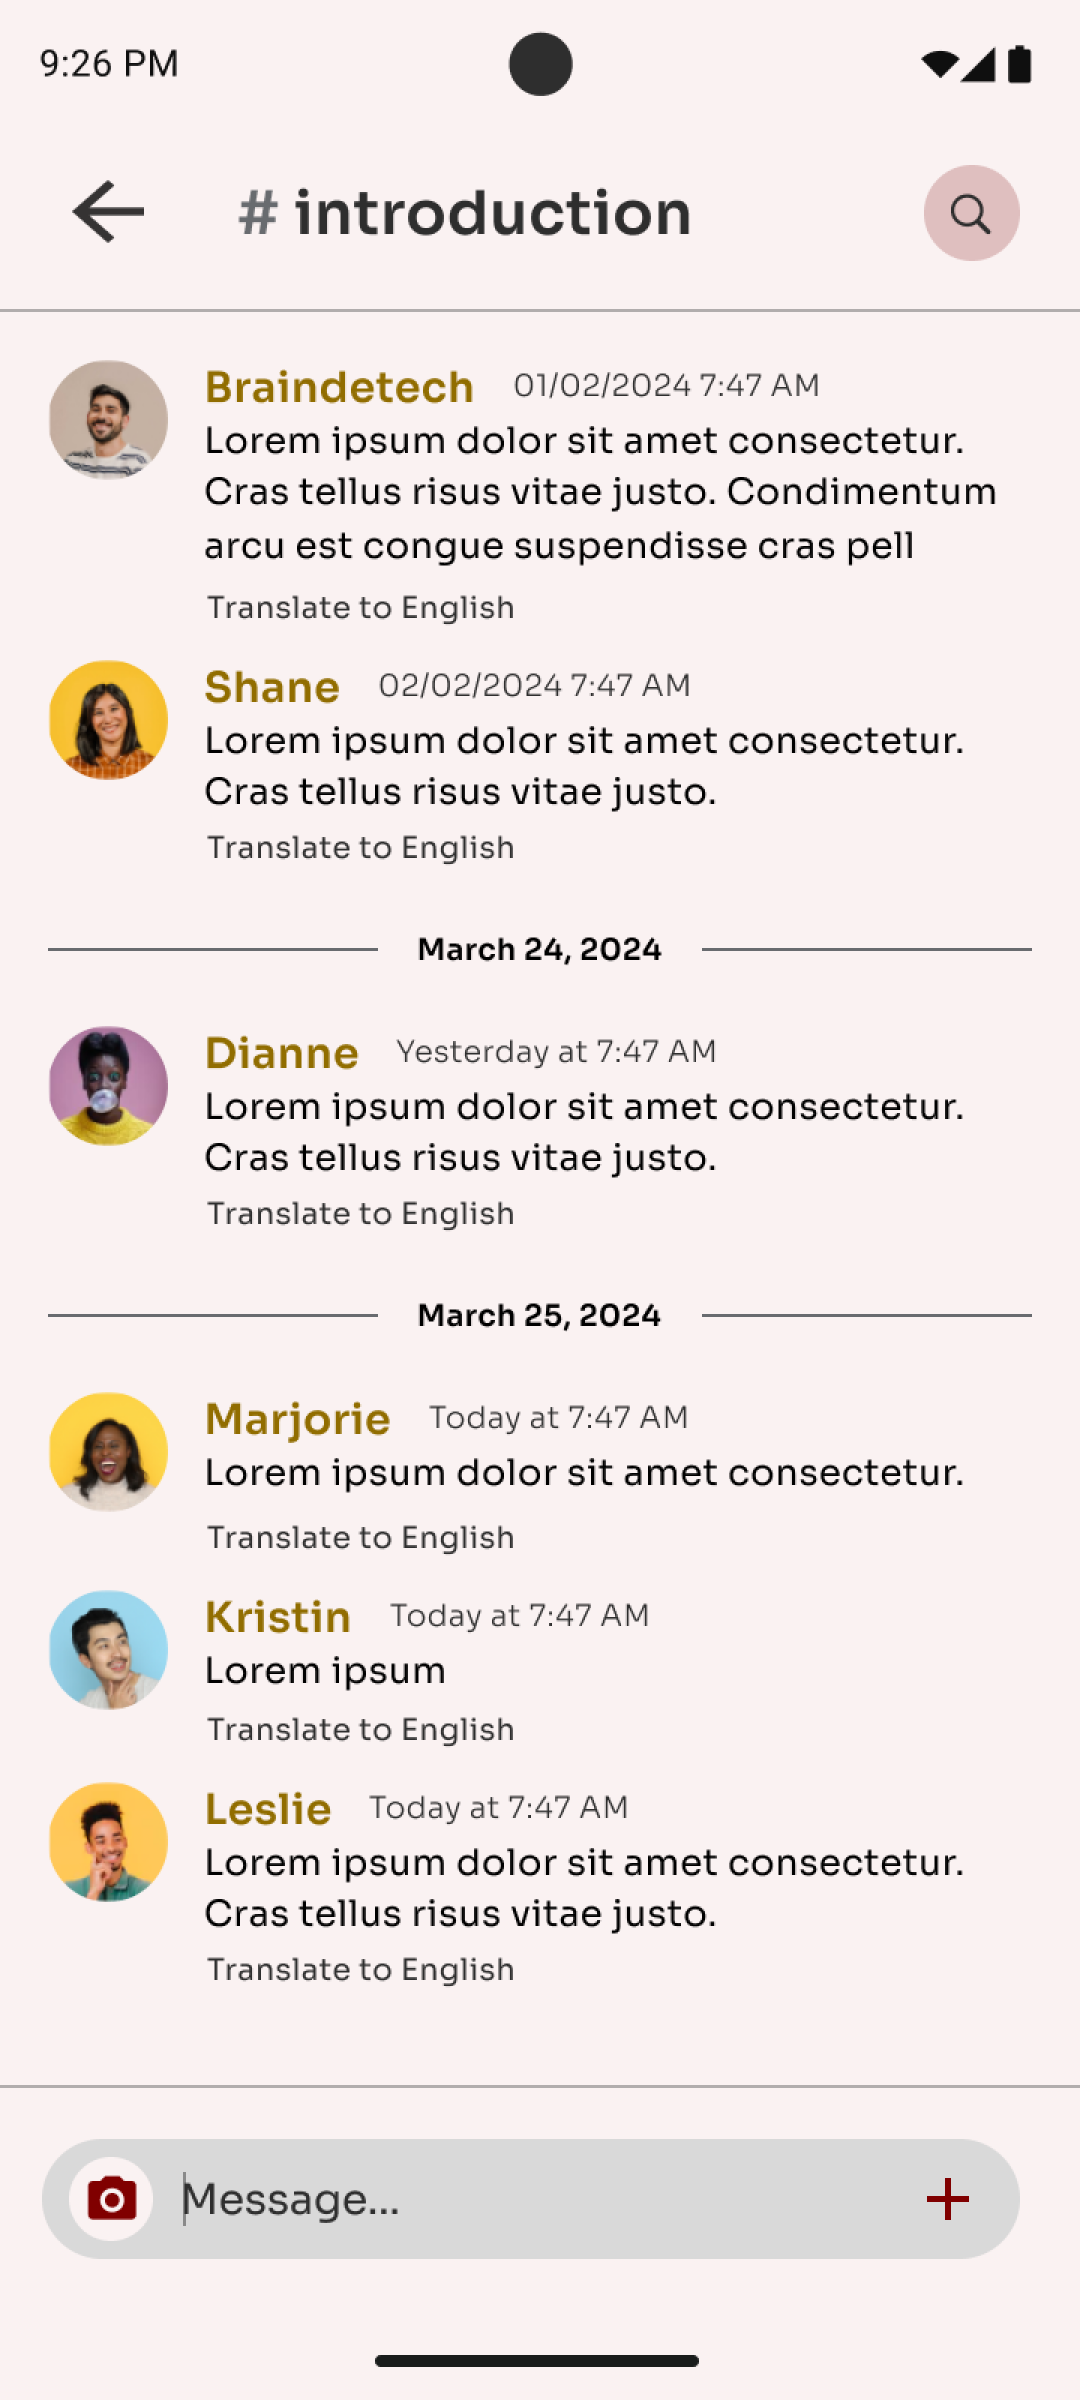 9:26 PM
# introduction
Braindetech 01/02/2024 7:47 AM
Lorem ipsum dolor sit amet consectetur.
Cras tellus risus vitae justo. Condimentum
arcu est congue suspendisse cras pell
Translate to English
Shane 02/02/2024 7:47 AM
Lorem ipsum dolor sit amet consectetur.
Cras tellus risus vitae justo.
Translate to English
March 24, 2024
Dianne Yesterday at 7:47 AM
Lorem ipsum dolor sit amet consectetur.
Cras tellus risus vitae justo.
Translate to English
March 25, 2024
Marjorie Today at 7:47 AM
Lorem ipsum dolor sit amet consectetur.
Translate to English
Kristin Today at 7:47 AM
Lorem ipsum
Translate to English
Leslie Today at 7:47 AM
Lorem ipsum dolor sit amet consectetur.
Cras tellus risus vitae justo.
Translate to English
Message...